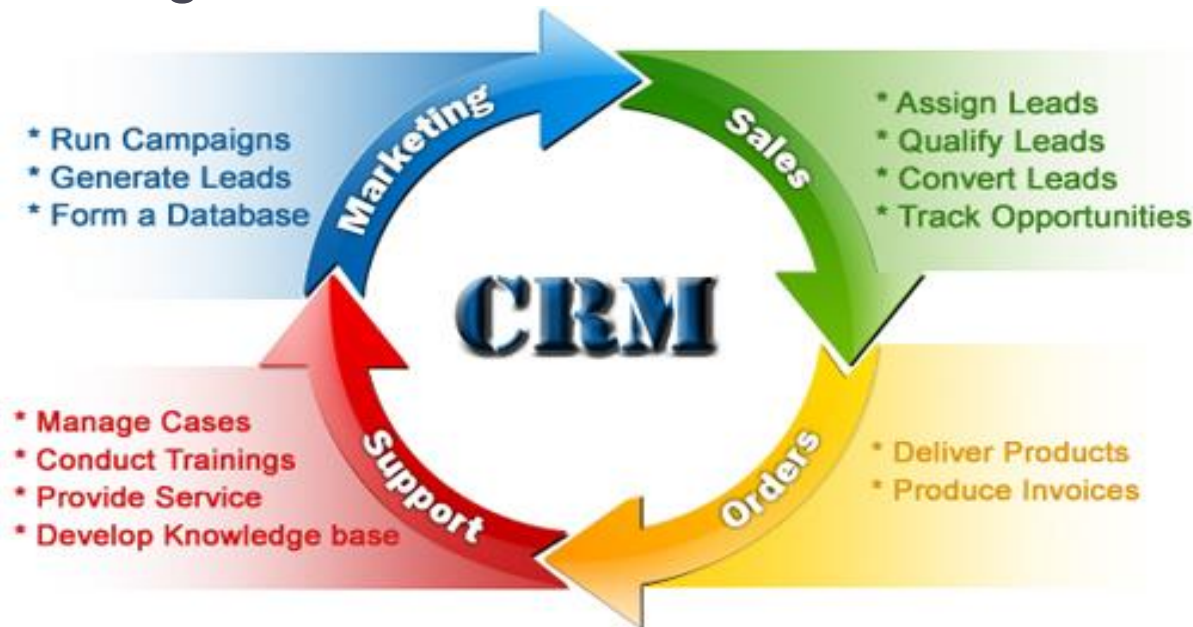 Marketing
* Run Campaigns
* Generate Leads
* Form a Database
Sales
* Assign Leads
* Qualify Leads
* Convert Leads
* Track Opportunities
CRM
Support
* Manage Cases
* Conduct Trainings
* Provide Service
* Develop Knowledge base
Orders
* Deliver Products
* Produce Invoices